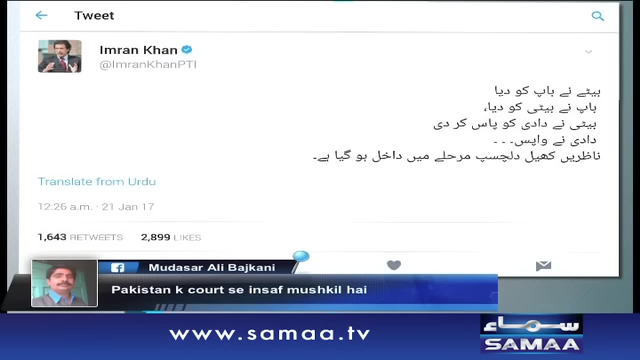 Tweet
Imran Khan
@ImranKhanPTI
بیٹے نے باپ کو دیا
باپ نے بیٹی کو دیا،
بیٹی نے دادی کو پاس کر دی
دادی نے واپس۔ ۔ ۔
ناظریں کھیل دلچسپ مرحلے میں داخل ہو گیا ہے۔
Translate from Urdu
12:26 a.m. · 21 Jan 17
1,643 RETWEETS 2,899 LIKES
Mudasar Ali Bajkani
Pakistan k court se insaf mushkil hai
www.samaa.tv
سماء
SAMAA